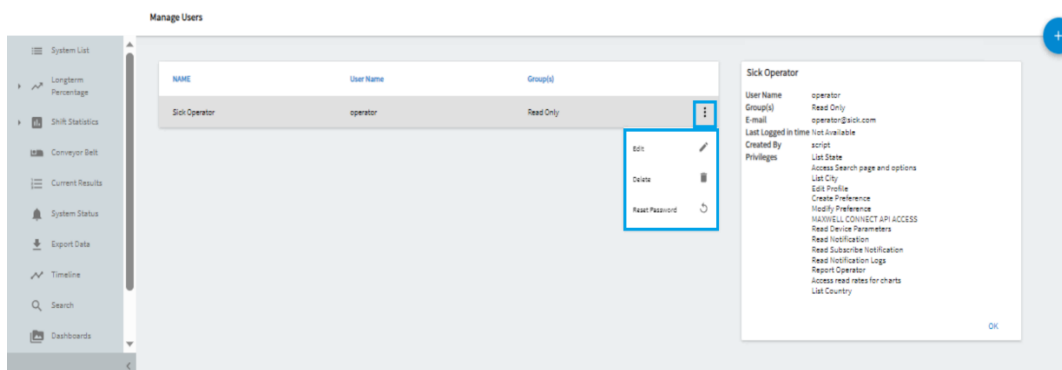 Manage Users
+
System List
Longterm
Percentage
Shift Statistics
Conveyor Belt
Current Results
System Status
Export Data
Timeline
Search
Dashboards
NAME User Name Group(s)
Sick Operator operator Read Only
Edit
Delete
Reset Password
Sick Operator
User Name operator
Group(s) Read Only
E-mail operator@sick.com
Last Logged in time Not Available
Created By script
Privileges List State
Access Search page and options
List City
Edit Profile
Create Preference
Modify Preference
MAXWELL CONNECT API ACCESS
Read Device Parameters
Read Notification
Read Subscribe Notification
Read Notification Logs
Report Operator
Access read rates for charts
List Country
OK